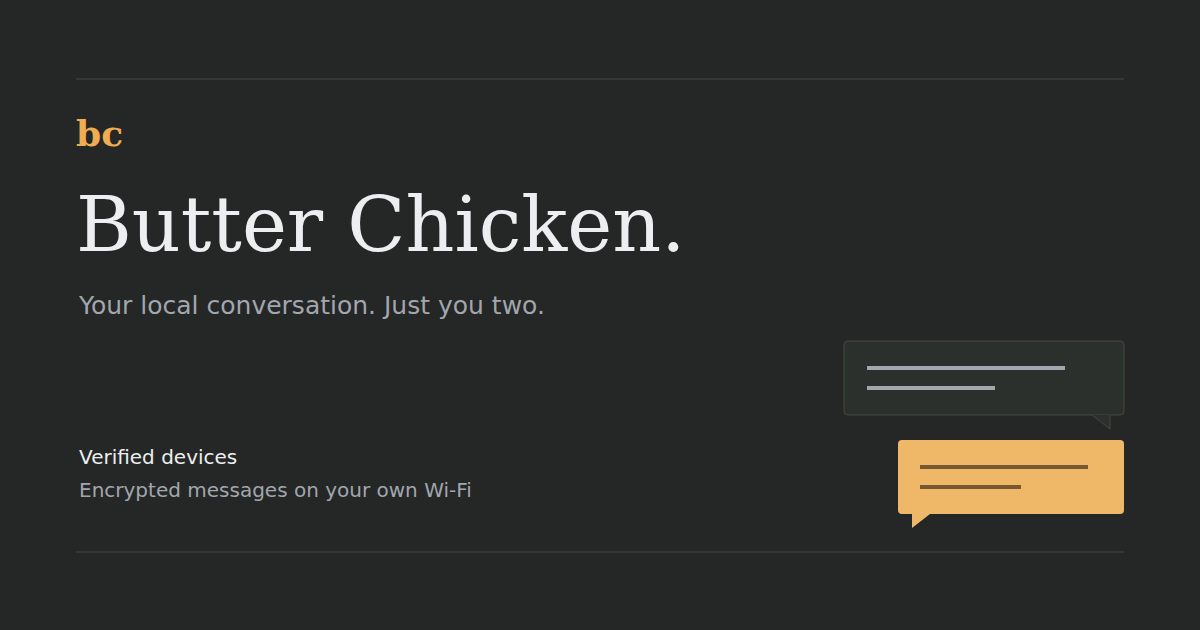 bc
Butter Chicken.
Your local conversation. Just you two.
Verified devices
Encrypted messages on your own Wi-Fi